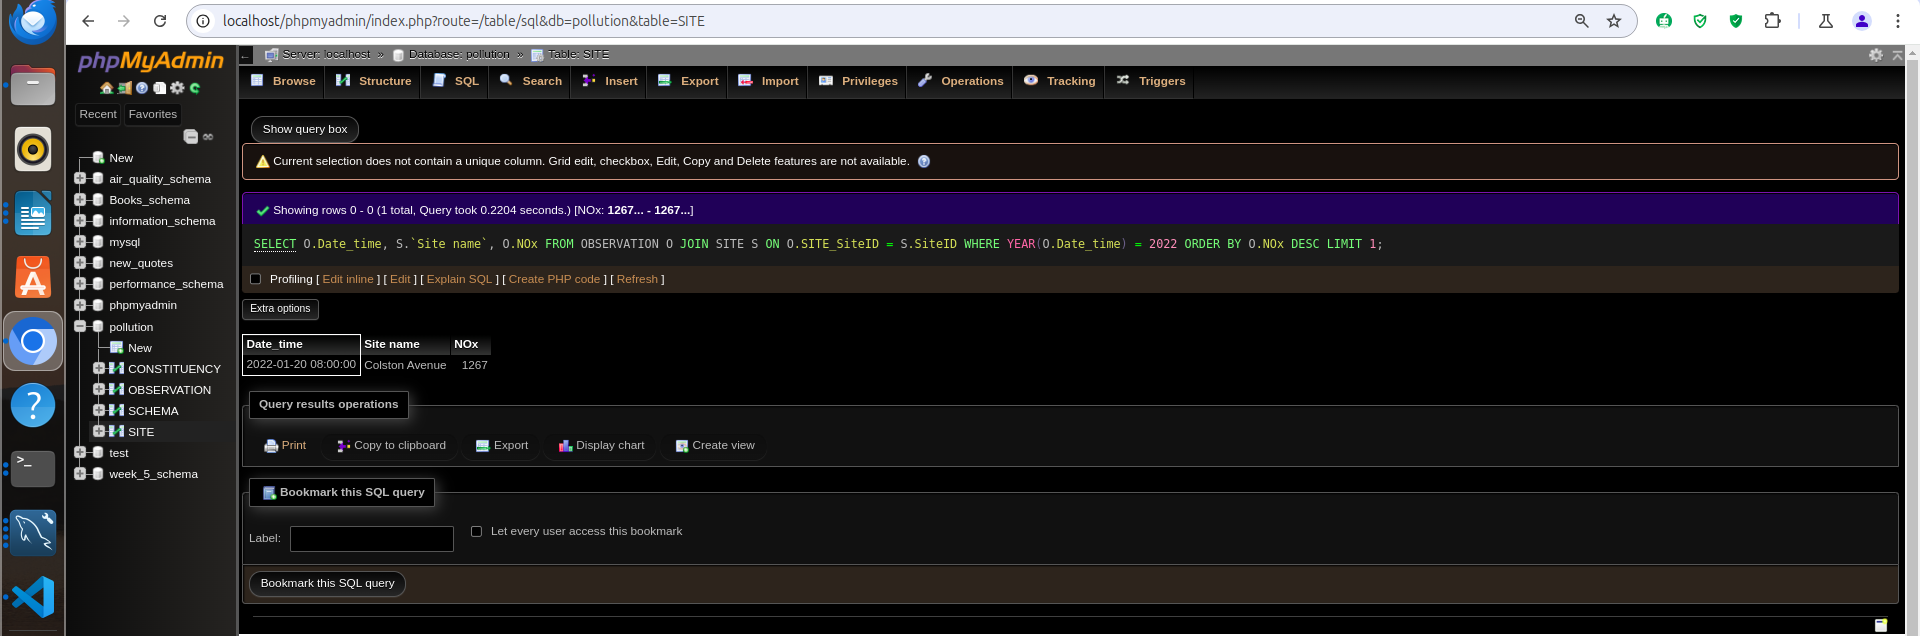 localhost/phpmyadmin/index.php?route=/table/sql&db=pollution&table=SITE
phpMyAdmin
Recent Favorites
New
air_quality_schema
Books_schema
information_schema
mysql
new_quotes
performance_schema
phpmyadmin
pollution
New
CONSTITUENCY
OBSERVATION
SCHEMA
SITE
test
week_5_schema
Server: localhost » Database: pollution » Table: SITE
Browse Structure SQL Search Insert Export Import Privileges Operations Tracking Triggers
Show query box
Current selection does not contain a unique column. Grid edit, checkbox, Edit, Copy and Delete features are not available.
Showing rows 0 - 0 (1 total, Query took 0.2204 seconds.) [NOx: 1267... - 1267...]
SELECT O.Date_time, S.`Site name`, O.NOx FROM OBSERVATION O JOIN SITE S ON O.SITE_SiteID = S.SiteID WHERE YEAR(O.Date_time) = 2022 ORDER BY O.NOx DESC LIMIT 1;
Profiling [ Edit inline ] [ Edit ] [ Explain SQL ] [ Create PHP code ] [ Refresh ]
Extra options
Date_time Site name NOx
2022-01-20 08:00:00 Colston Avenue 1267
Query results operations
Print Copy to clipboard Export Display chart Create view
Bookmark this SQL query
Label: Let every user access this bookmark
Bookmark this SQL query